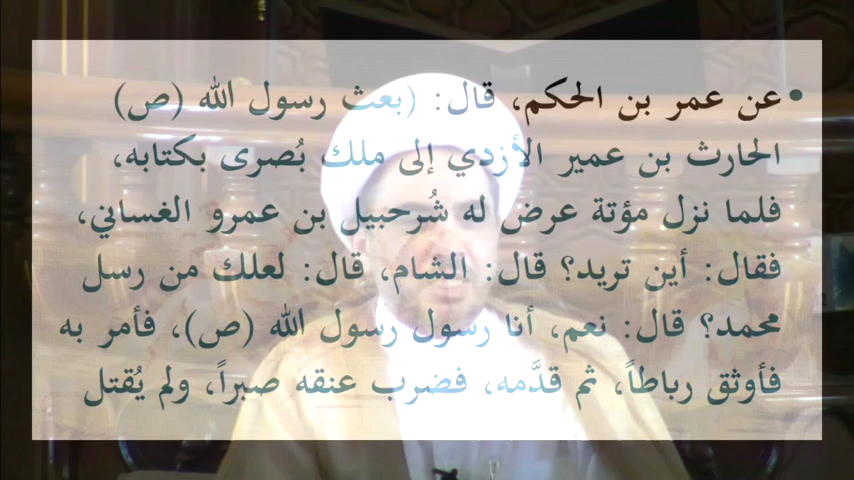 • عن عمر بن الحكم، قال: (بعث رسول الله (ص)
الحارث بن عمير الأزدي إلى ملك بُصرى بكتابه،
فلما نزل مؤتة عرض له شُرحبيل بن عمرو الغساني،
فقال: أين تريد؟ قال: الشام، قال: لعلك من رسل
محمد؟ قال: نعم، أنا رسول رسول الله (ص)، فأمر به
فأوثق رباطاً، ثم قدَّمه، فضرب عنقه صبراً، ولم يُقتل